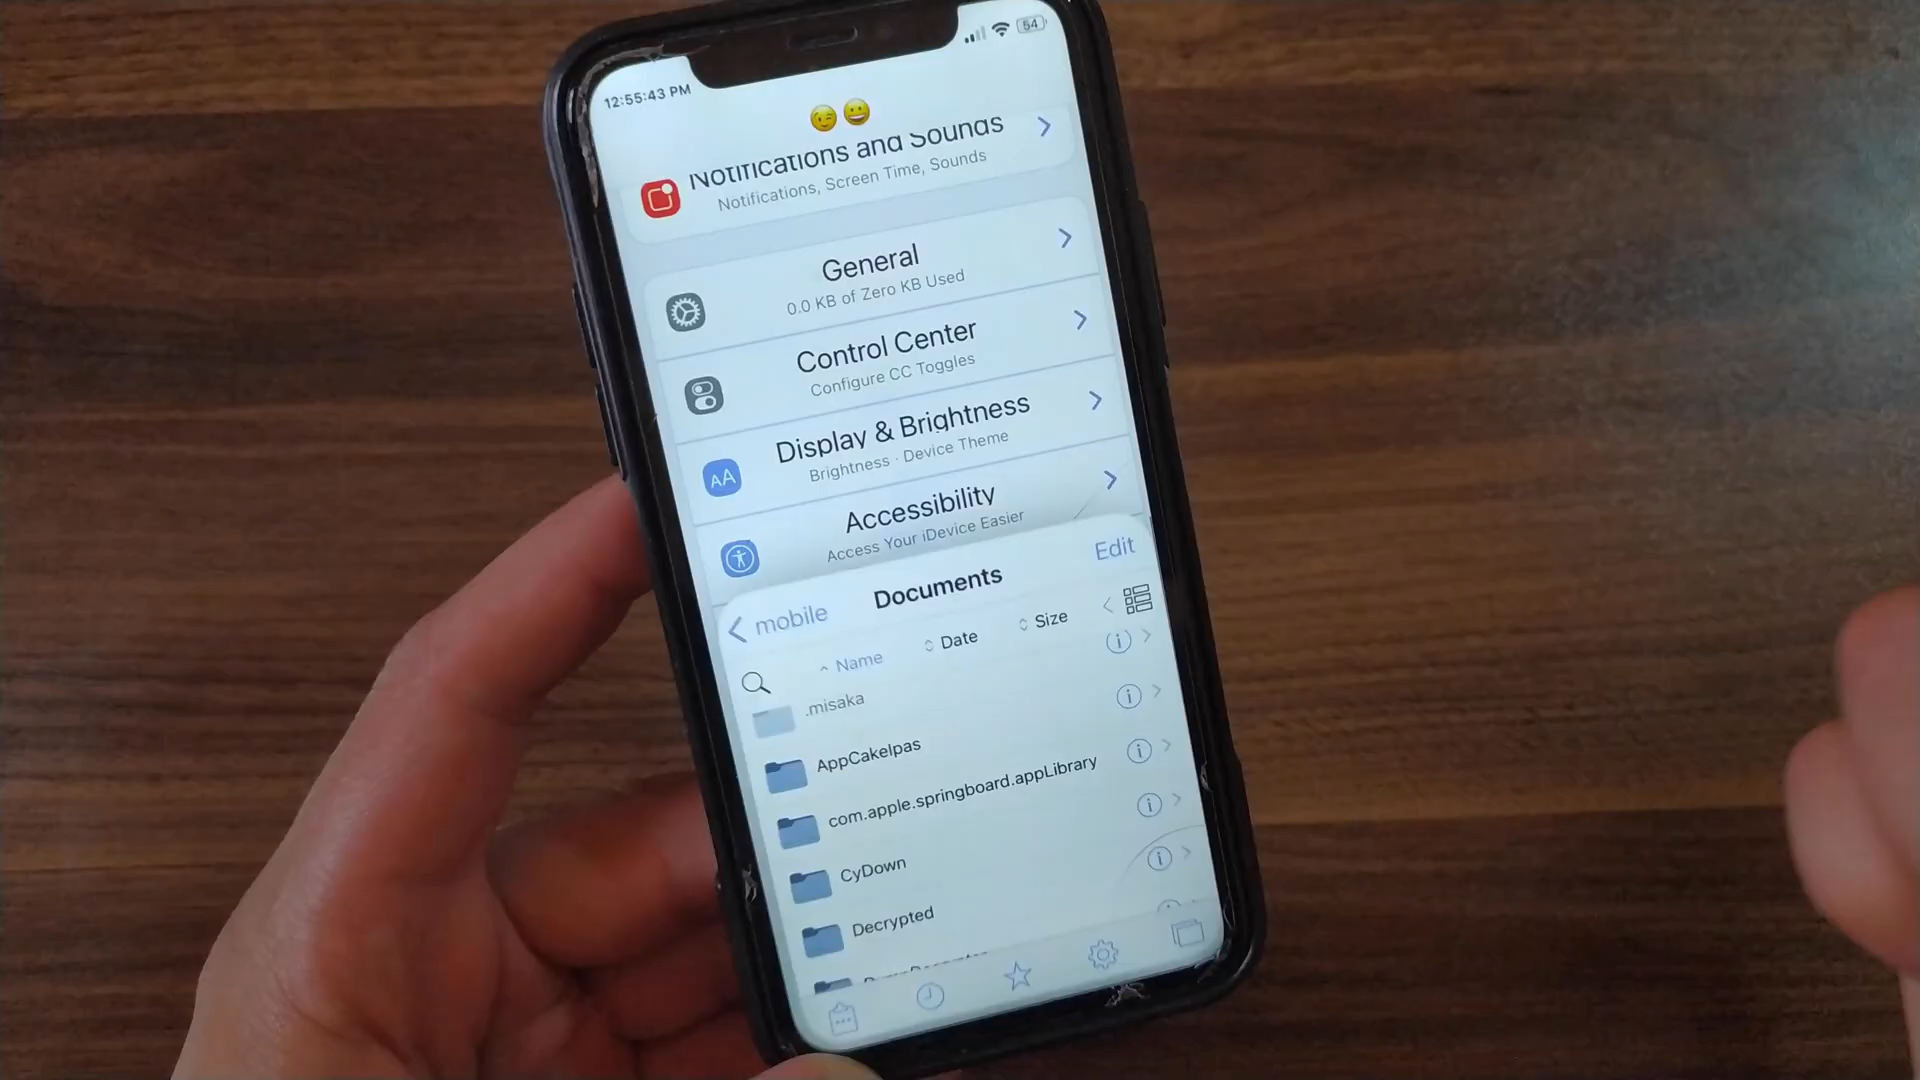 12:55:43 PM
54
😉😀
Notifications and Sounds
Notifications, Screen Time, Sounds
General
0.0 KB of Zero KB Used
Control Center
Configure CC Toggles
AA
Display & Brightness
Brightness · Device Theme
Accessibility
Access Your iDevice Easier
mobile
Documents
Edit
Name
Date
Size
.misaka
AppCakeIpas
com.apple.springboard.appLibrary
CyDown
Decrypted